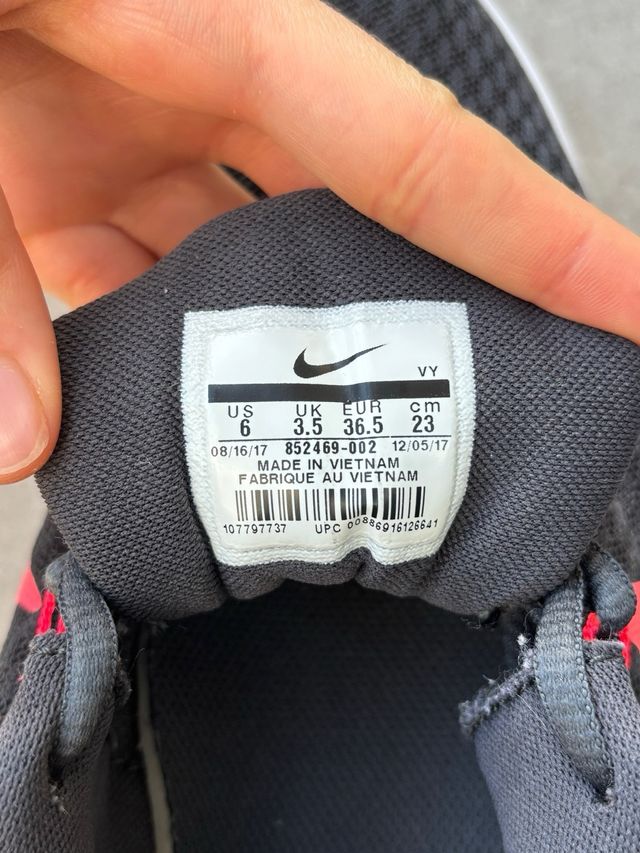 VY
US UK EUR cm
6 3.5 36.5 23
08/16/17 852469-002 12/05/17
MADE IN VIETNAM
FABRIQUE AU VIETNAM
107797737 UPC 00886916126641